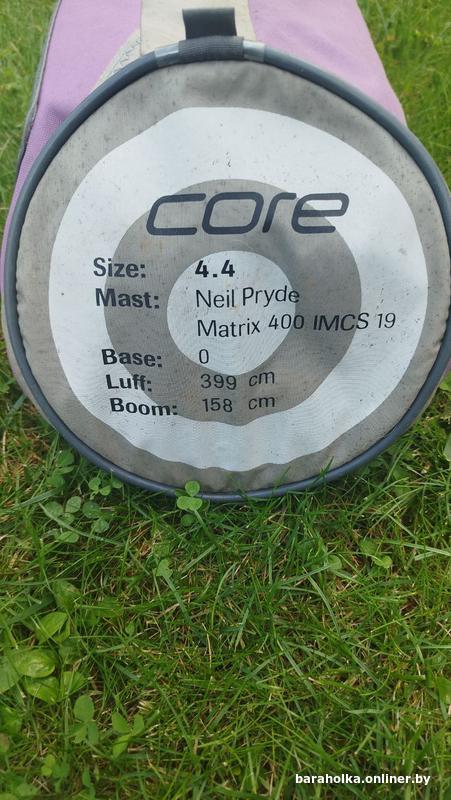 core
Size: 4.4
Mast: Neil Pryde
Matrix 400 IMCS 19
Base: 0
Luff: 399 cm
Boom: 158 cm
baraholka.onliner.by